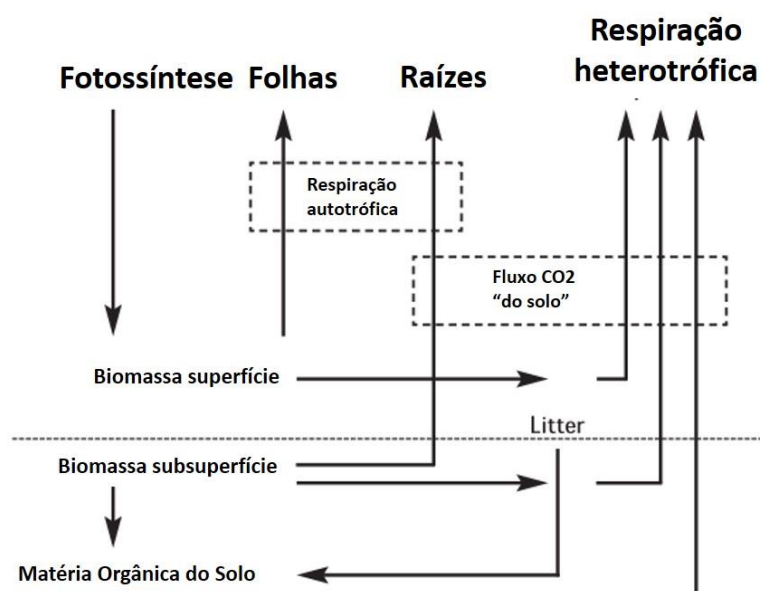 Respiração
heterotrófica
Fotossíntese Folhas Raízes
Respiração
autotrófica
Fluxo CO2
“do solo”
Biomassa superfície
Litter
Biomassa subsuperfície
Matéria Orgânica do Solo